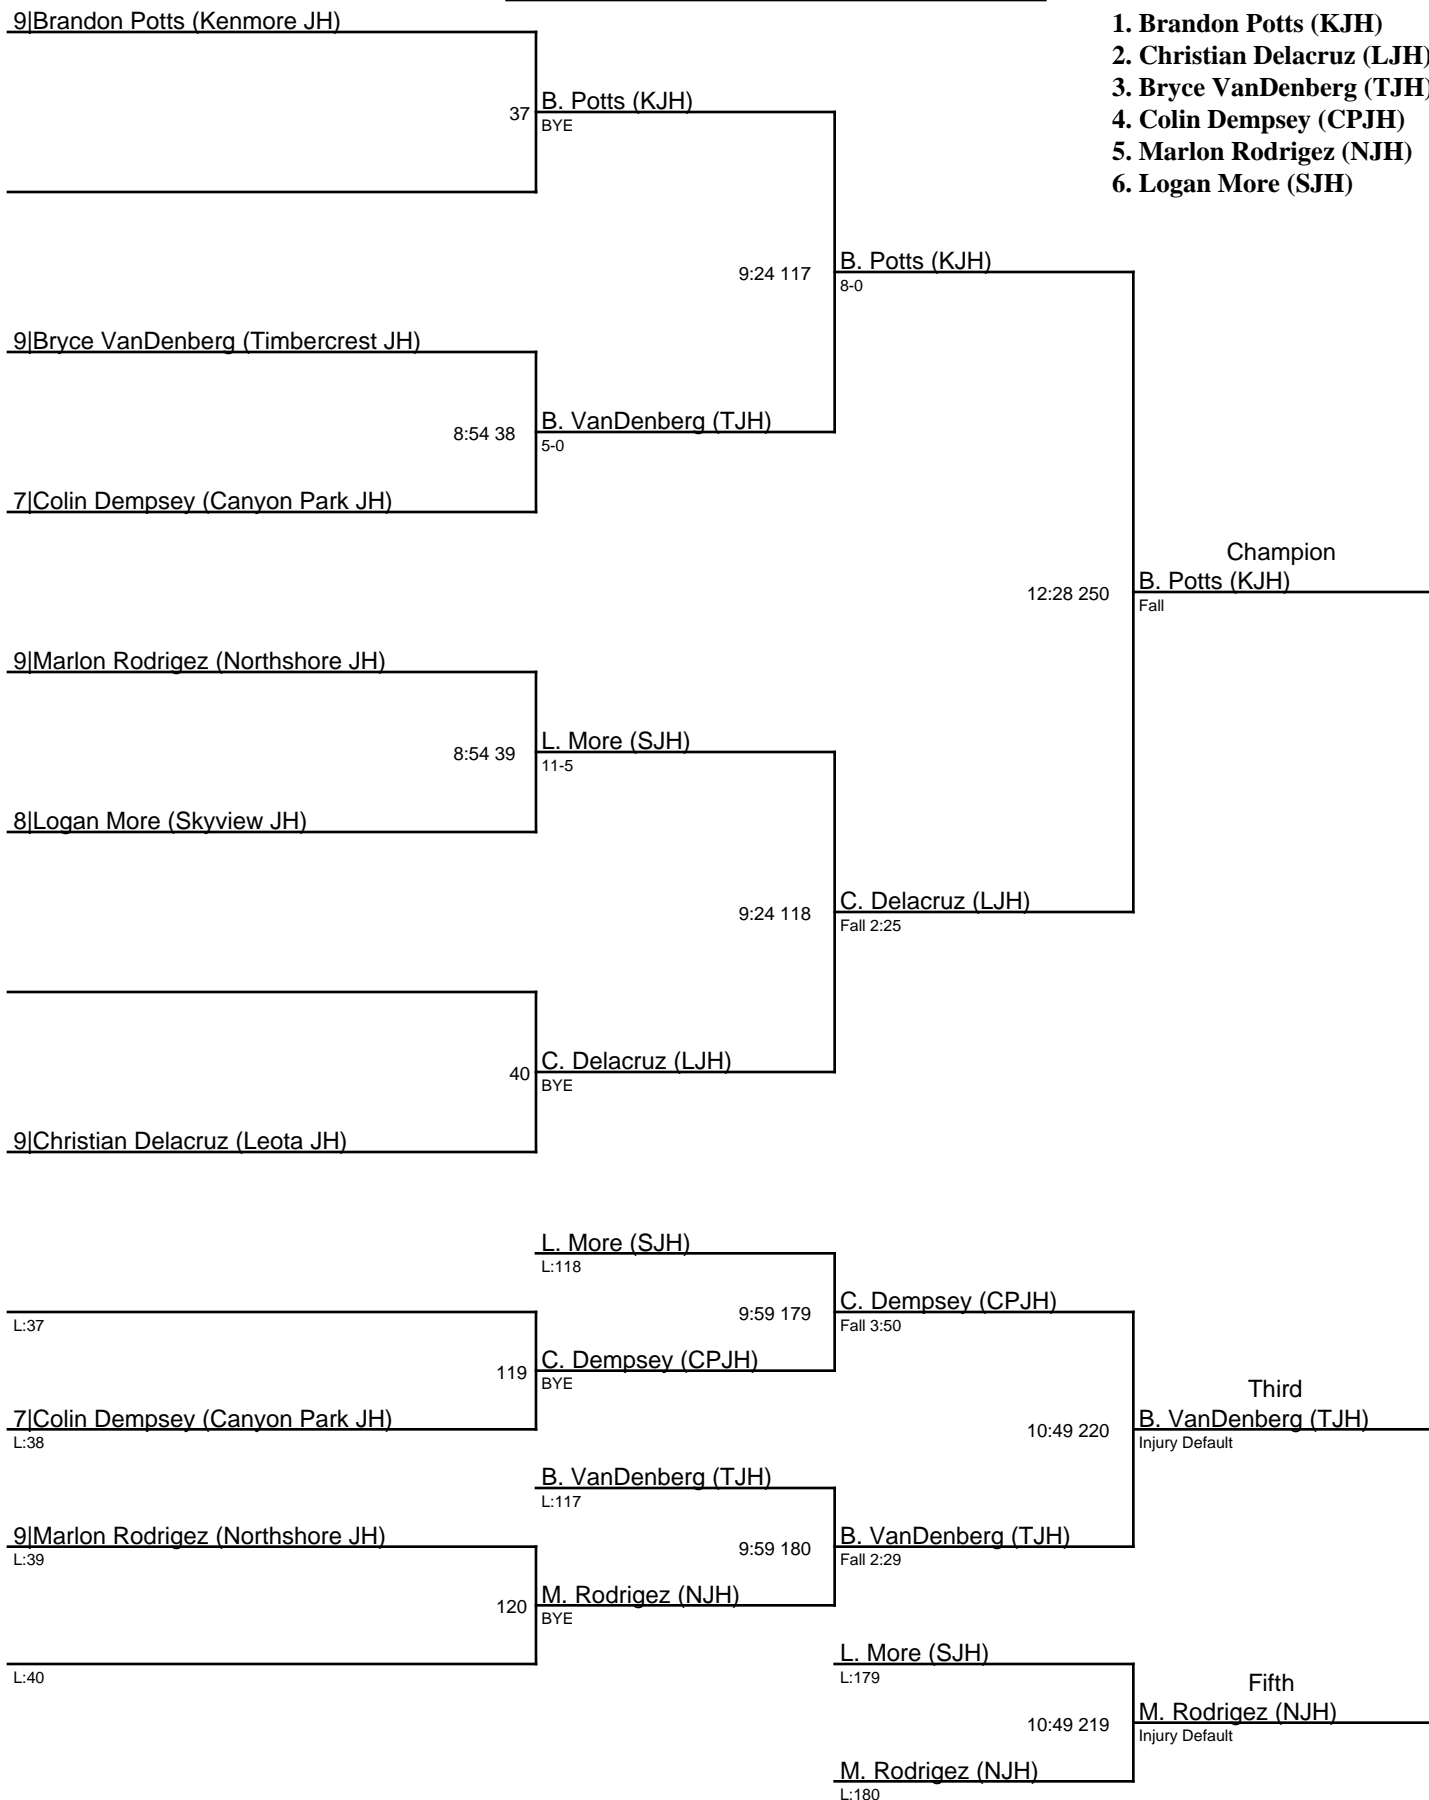 9|Brandon Potts (Kenmore JH)
1. Brandon Potts (KJH)
2. Christian Delacruz (LJH)
3. Bryce VanDenberg (TJH)
4. Colin Dempsey (CPJH)
5. Marlon Rodrigez (NJH)
6. Logan More (SJH)
37 B. Potts (KJH)
BYE
9:24 117 B. Potts (KJH)
8-0
9|Bryce VanDenberg (Timbercrest JH)
8:54 38 B. VanDenberg (TJH)
5-0
7|Colin Dempsey (Canyon Park JH)
Champion
12:28 250 B. Potts (KJH)
Fall
9|Marlon Rodrigez (Northshore JH)
8:54 39 L. More (SJH)
11-5
8|Logan More (Skyview JH)
9:24 118 C. Delacruz (LJH)
Fall 2:25
40 C. Delacruz (LJH)
BYE
9|Christian Delacruz (Leota JH)
L. More (SJH)
L:118
L:37
9:59 179 C. Dempsey (CPJH)
Fall 3:50
119 C. Dempsey (CPJH)
BYE
7|Colin Dempsey (Canyon Park JH)
L:38
Third
10:49 220 B. VanDenberg (TJH)
Injury Default
B. VanDenberg (TJH)
L:117
9|Marlon Rodrigez (Northshore JH)
L:39
9:59 180 B. VanDenberg (TJH)
Fall 2:29
120 M. Rodrigez (NJH)
BYE
L:40
L. More (SJH)
L:179
Fifth
10:49 219 M. Rodrigez (NJH)
Injury Default
M. Rodrigez (NJH)
L:180